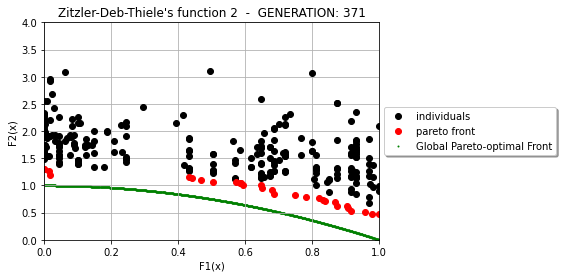 Zitzler-Deb-Thiele's function 2 - GENERATION: 371
4.0
3.5
3.0
2.5
2.0
1.5
1.0
0.5
0.0
F2(x)
0.0 0.2 0.4 0.6 0.8 1.0
F1(x)
individuals
pareto front
Global Pareto-optimal Front